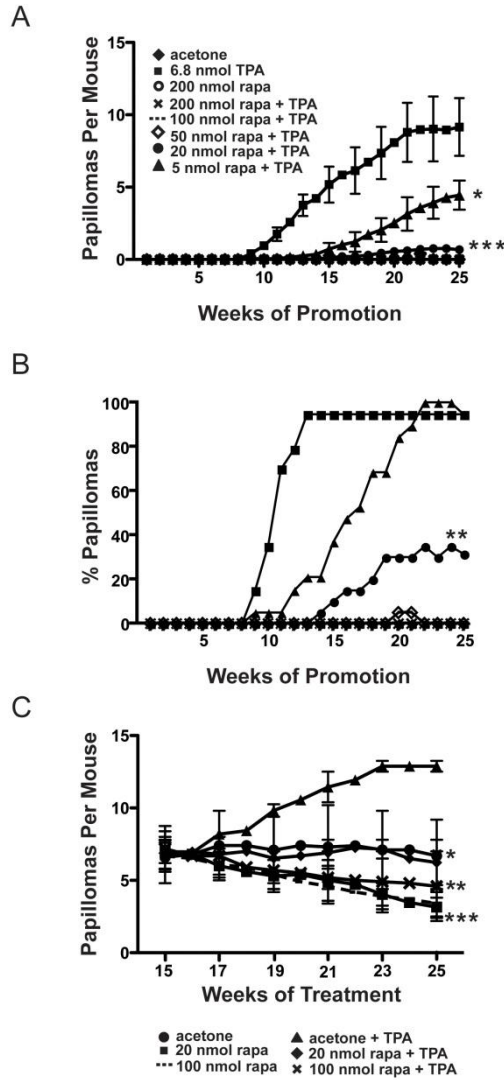 A
Papillomas Per Mouse
15
10
5
0
acetone
6.8 nmol TPA
200 nmol rapa
200 nmol rapa + TPA
100 nmol rapa + TPA
50 nmol rapa + TPA
20 nmol rapa + TPA
5 nmol rapa + TPA
*
***
5 10 15 20 25
Weeks of Promotion
B
% Papillomas
100
80
60
40
20
0
**
5 10 15 20 25
Weeks of Promotion
C
Papillomas Per Mouse
15
10
5
0
*
**
***
15 17 19 21 23 25
Weeks of Treatment
acetone acetone + TPA
20 nmol rapa 20 nmol rapa + TPA
100 nmol rapa 100 nmol rapa + TPA